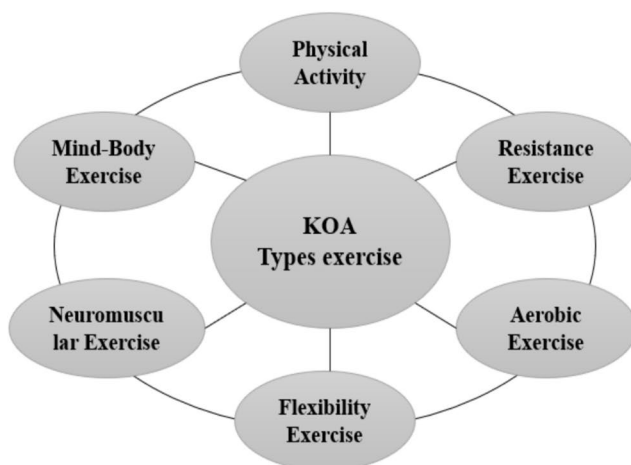 Physical
Activity
Mind-Body
Exercise
Resistance
Exercise
KOA
Types exercise
Neuromuscu
lar Exercise
Aerobic
Exercise
Flexibility
Exercise